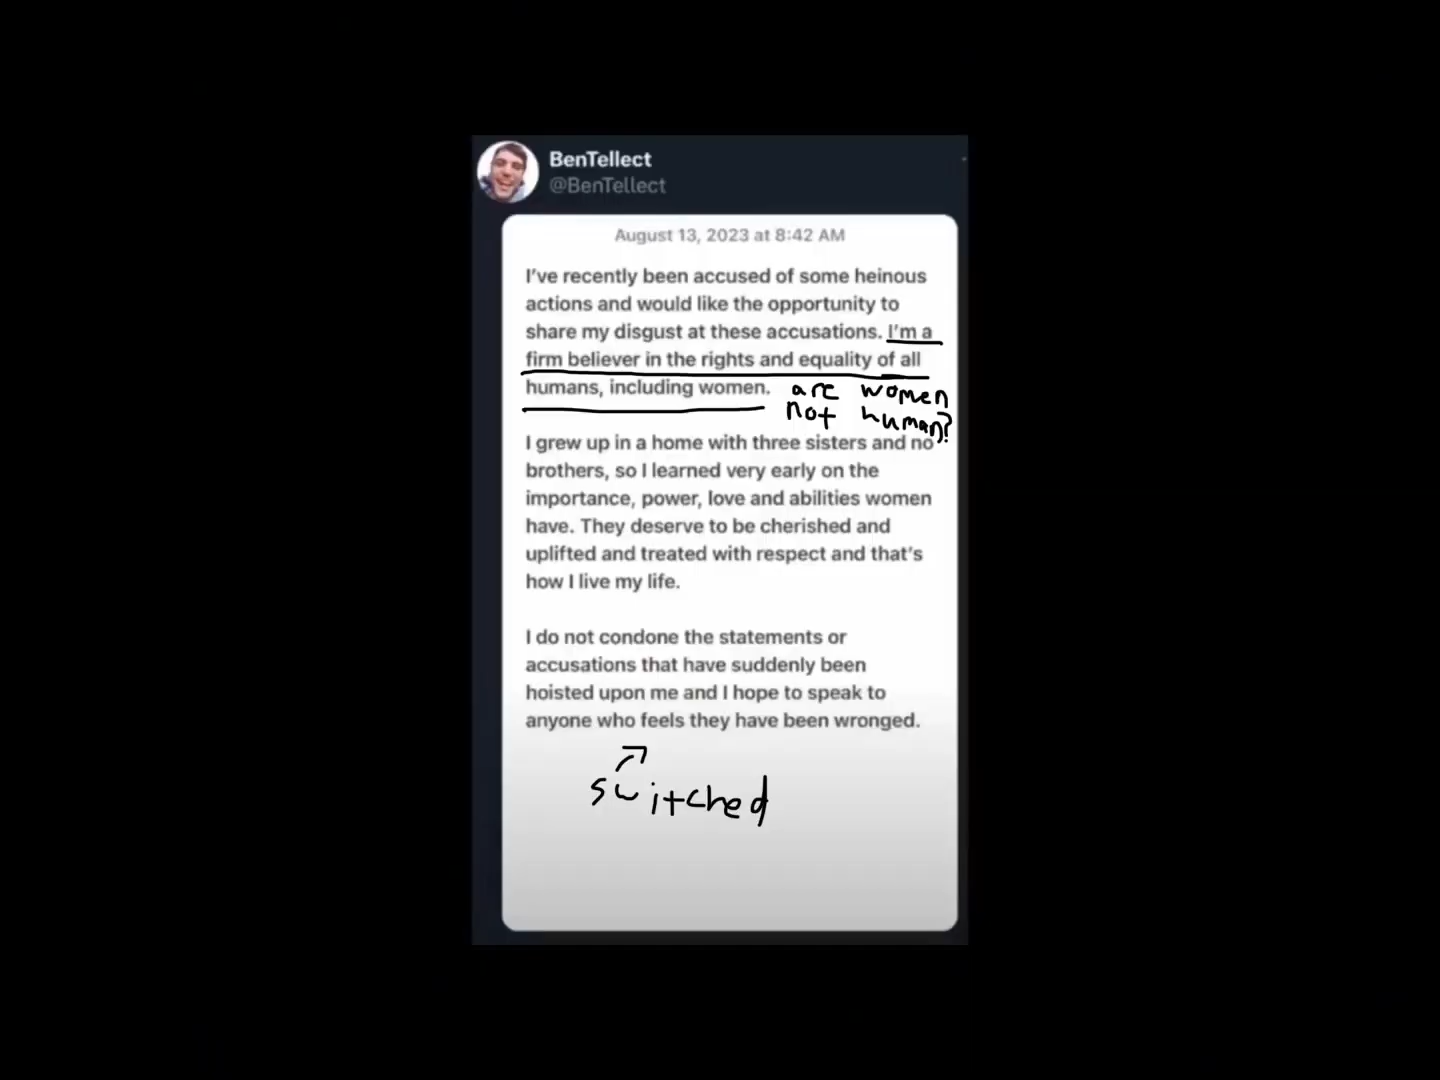 BenTellect
@BenTellect
August 13, 2023 at 8:42 AM
I've recently been accused of some heinous
actions and would like the opportunity to
share my disgust at these accusations. I'm a
firm believer in the rights and equality of all
humans, including women.
are women
not human?
I grew up in a home with three sisters and no
brothers, so I learned very early on the
importance, power, love and abilities women
have. They deserve to be cherished and
uplifted and treated with respect and that's
how I live my life.
I do not condone the statements or
accusations that have suddenly been
hoisted upon me and I hope to speak to
anyone who feels they have been wronged.
switched